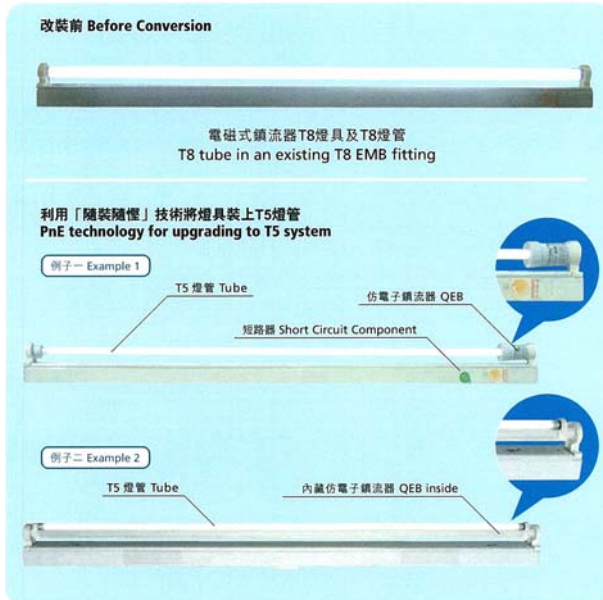 改裝前 Before Conversion
電磁式鎮流器T8燈具及T8燈管
T8 tube in an existing T8 EMB fitting
利用「隨裝隨慳」技術將燈具裝上T5燈管
PnE technology for upgrading to T5 system
例子一 Example 1
T5 燈管 Tube
仿電子鎮流器 QEB
短路器 Short Circuit Component
例子二 Example 2
T5 燈管 Tube
內藏仿電子鎮流器 QEB inside